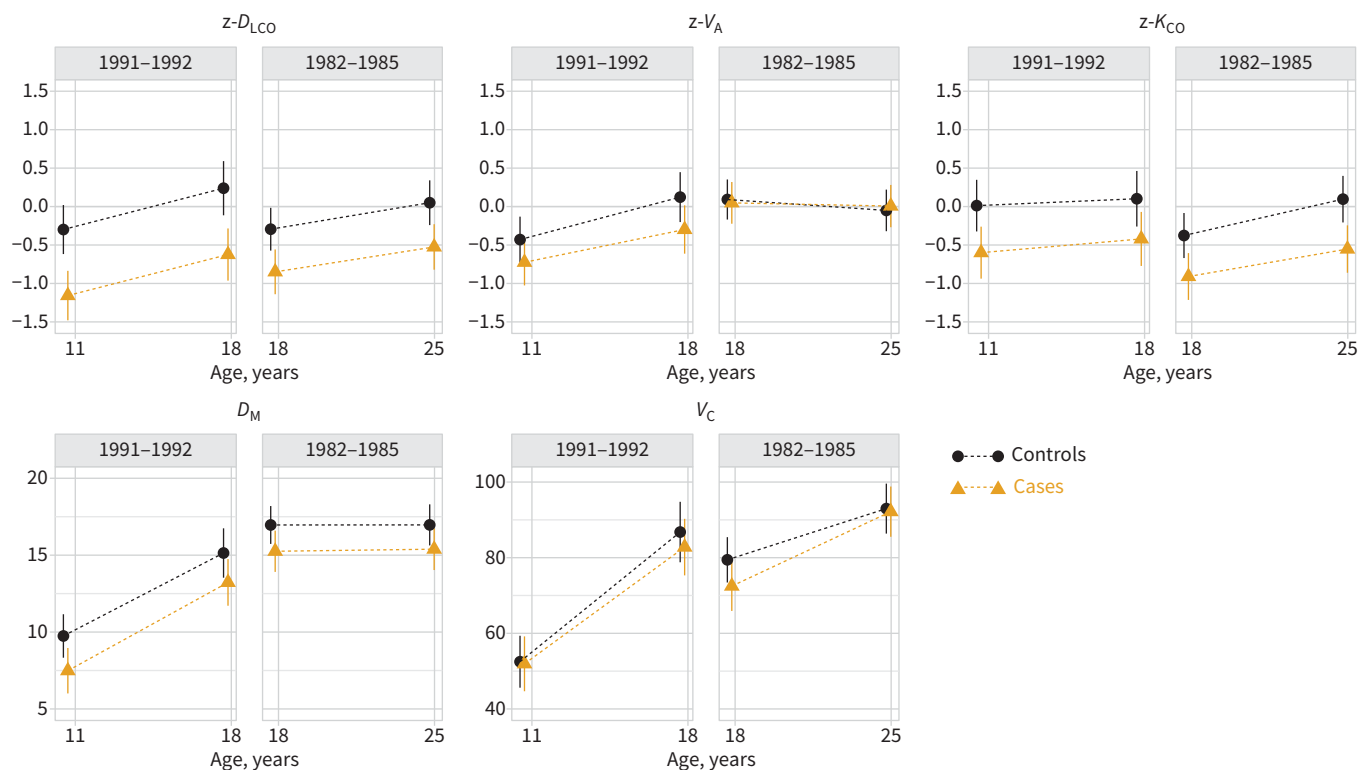 z-D_LCO z-V_A z-K_CO
1991–1992 1982–1985 1991–1992 1982–1985 1991–1992 1982–1985
1.5 1.5 1.5
1.0 1.0 1.0
0.5 0.5 0.5
0.0 0.0 0.0
−0.5 −0.5 −0.5
−1.0 −1.0 −1.0
−1.5 −1.5 −1.5
11 18 18 25 11 18 18 25 11 18 18 25
Age, years Age, years Age, years
D_M V_C
1991–1992 1982–1985 1991–1992 1982–1985
20 100
15 80
10 60
5 40
11 18 18 25 11 18 18 25
Age, years Age, years
Controls
Cases